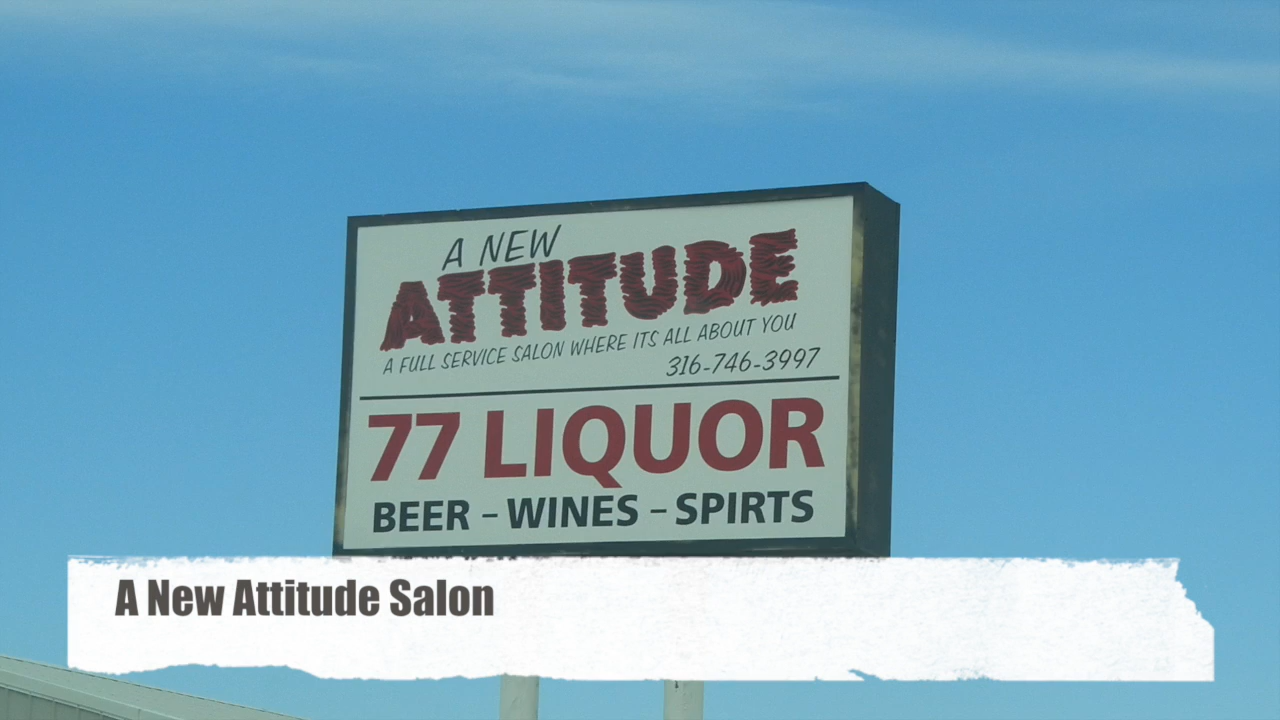 A NEW
ATTITUDE
A FULL SERVICE SALON WHERE ITS ALL ABOUT YOU
316-746-3997
77 LIQUOR
BEER - WINES - SPIRTS
A New Attitude Salon